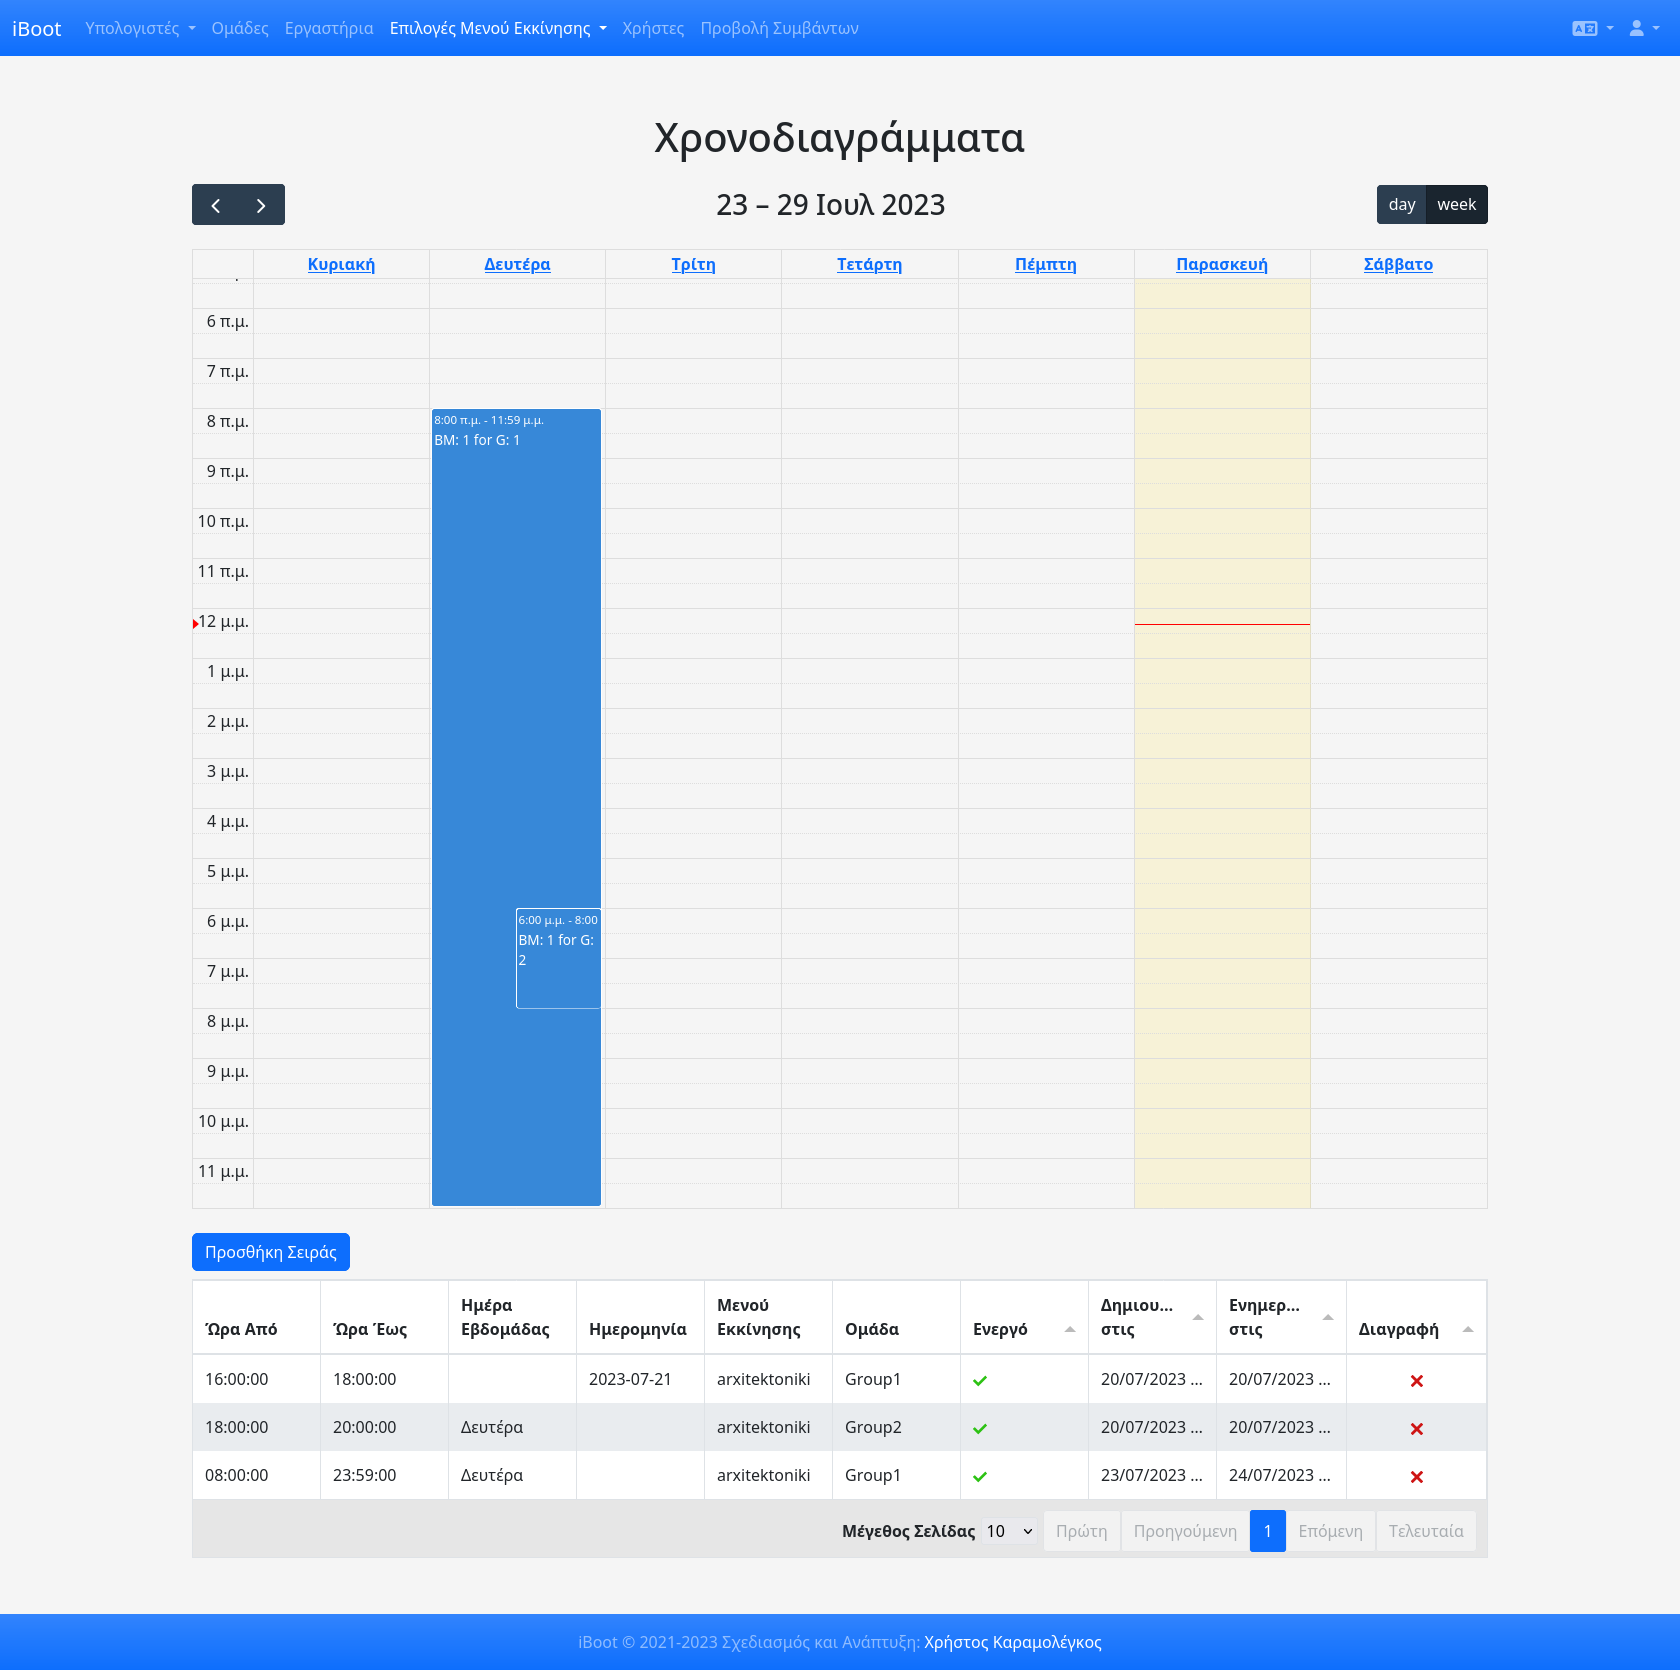 iBoot Υπολογιστές Ομάδες Εργαστήρια Επιλογές Μενού Εκκίνησης Χρήστες Προβολή Συμβάντων
Χρονοδιαγράμματα
23 – 29 Ιουλ 2023
day week
Κυριακή Δευτέρα Τρίτη Τετάρτη Πέμπτη Παρασκευή Σάββατο
6 π.μ.
7 π.μ.
8 π.μ.
8:00 π.μ. - 11:59 μ.μ.
BM: 1 for G: 1
9 π.μ.
10 π.μ.
11 π.μ.
12 μ.μ.
1 μ.μ.
2 μ.μ.
3 μ.μ.
4 μ.μ.
5 μ.μ.
6 μ.μ.
6:00 μ.μ. - 8:00
BM: 1 for G:
2
7 μ.μ.
8 μ.μ.
9 μ.μ.
10 μ.μ.
11 μ.μ.
Προσθήκη Σειράς
Ώρα Από Ώρα Έως Ημέρα Εβδομάδας Ημερομηνία Μενού Εκκίνησης Ομάδα Ενεργό Δημιου... στις Ενημερ... στις Διαγραφή
16:00:00 18:00:00 2023-07-21 arxitektoniki Group1 20/07/2023 ... 20/07/2023 ...
18:00:00 20:00:00 Δευτέρα arxitektoniki Group2 20/07/2023 ... 20/07/2023 ...
08:00:00 23:59:00 Δευτέρα arxitektoniki Group1 23/07/2023 ... 24/07/2023 ...
Μέγεθος Σελίδας 10 Πρώτη Προηγούμενη 1 Επόμενη Τελευταία
iBoot © 2021-2023 Σχεδιασμός και Ανάπτυξη: Χρήστος Καραμολέγκος